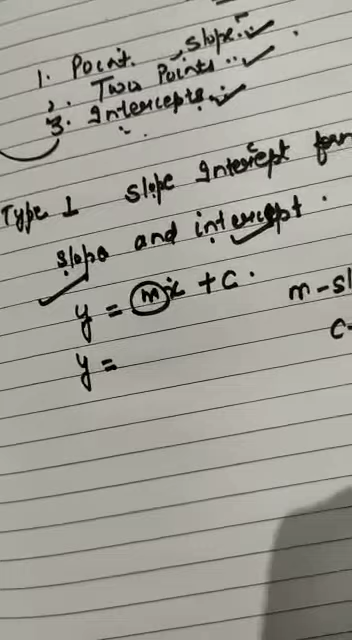 1. Point, slope.
2. Two Points
3. Intercepts
Type 1 Slope Intercept form
slope and intercept.
y = mx + c.
m - sl
c-
y =